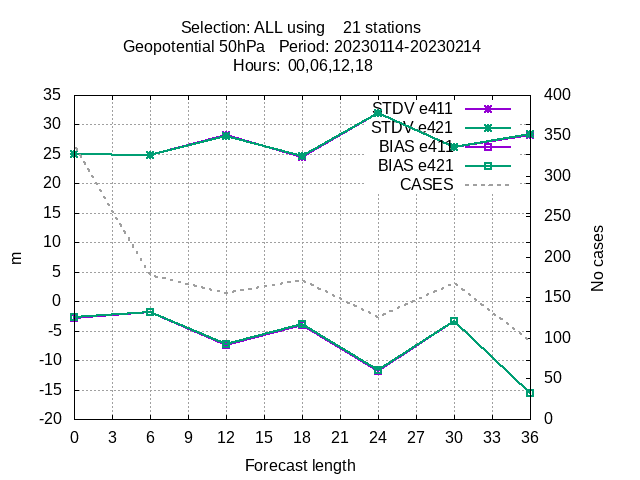 Selection: ALL using    21 stations
Geopotential 50hPa   Period: 20230114-20230214
Hours:  00,06,12,18
STDV e411
STDV e421
BIAS e411
BIAS e421
CASES
35
30
25
20
15
10
5
0
-5
-10
-15
-20
m
400
350
300
250
200
150
100
50
0
No cases
0 3 6 9 12 15 18 21 24 27 30 33 36
Forecast length